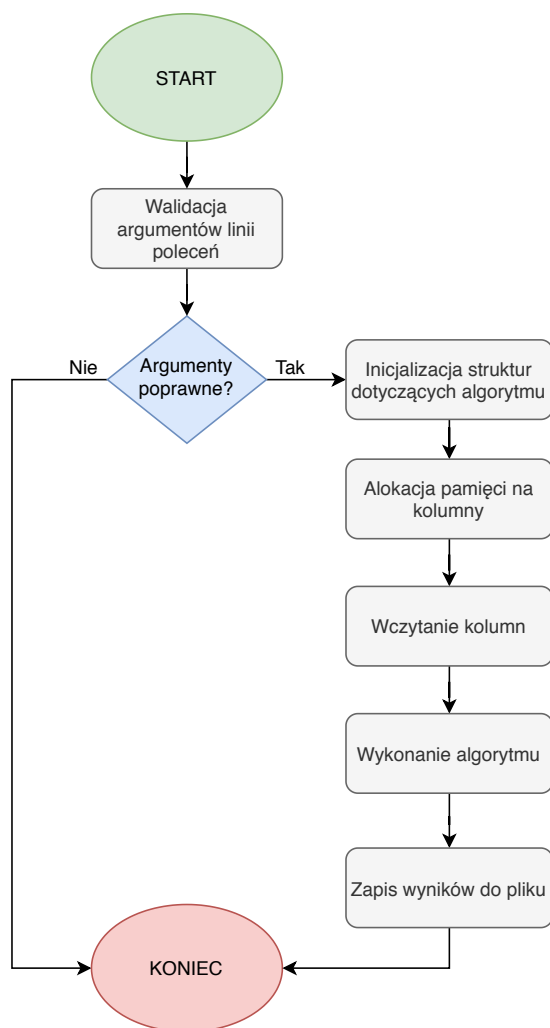 START
Walidacja
argumentów linii
poleceń
Nie
Argumenty
poprawne?
Tak
Inicjalizacja struktur
dotyczących algorytmu
Alokacja pamięci na
kolumny
Wczytanie kolumn
Wykonanie algorytmu
Zapis wyników do pliku
KONIEC